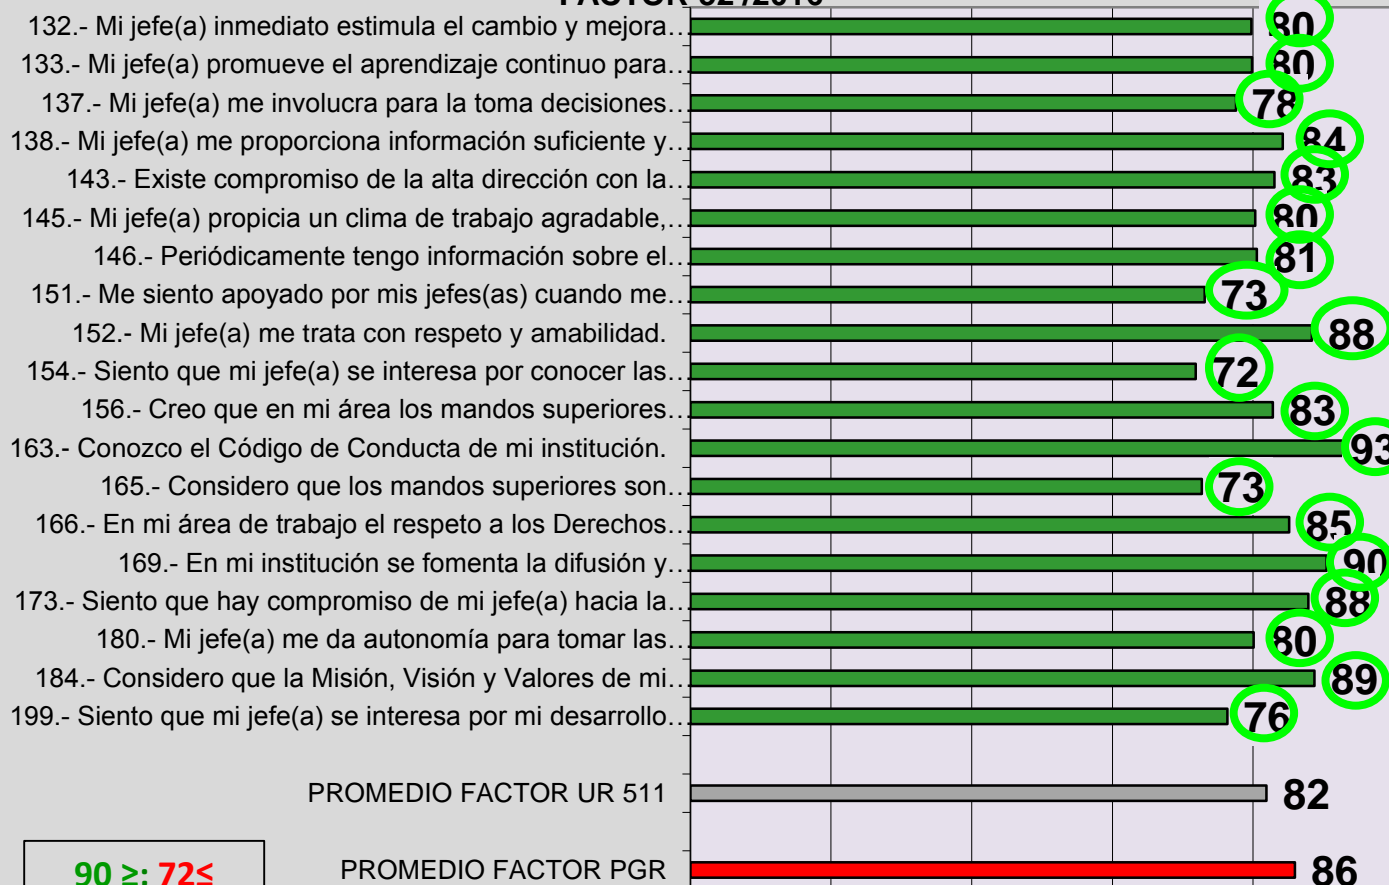 132.- Mi jefe(a) inmediato estimula el cambio y mejora… 80
133.- Mi jefe(a) promueve el aprendizaje continuo para… 80
137.- Mi jefe(a) me involucra para la toma decisiones… 78
138.- Mi jefe(a) me proporciona información suficiente y… 84
143.- Existe compromiso de la alta dirección con la… 83
145.- Mi jefe(a) propicia un clima de trabajo agradable,… 80
146.- Periódicamente tengo información sobre el… 81
151.- Me siento apoyado por mis jefes(as) cuando me… 73
152.- Mi jefe(a) me trata con respeto y amabilidad. 88
154.- Siento que mi jefe(a) se interesa por conocer las… 72
156.- Creo que en mi área los mandos superiores… 83
163.- Conozco el Código de Conducta de mi institución. 93
165.- Considero que los mandos superiores son… 73
166.- En mi área de trabajo el respeto a los Derechos… 85
169.- En mi institución se fomenta la difusión y… 90
173.- Siento que hay compromiso de mi jefe(a) hacia la… 88
180.- Mi jefe(a) me da autonomía para tomar las… 80
184.- Considero que la Misión, Visión y Valores de mi… 89
199.- Siento que mi jefe(a) se interesa por mi desarrollo… 76
PROMEDIO FACTOR UR 511 82
PROMEDIO FACTOR PGR 86
90 ≥; 72≤